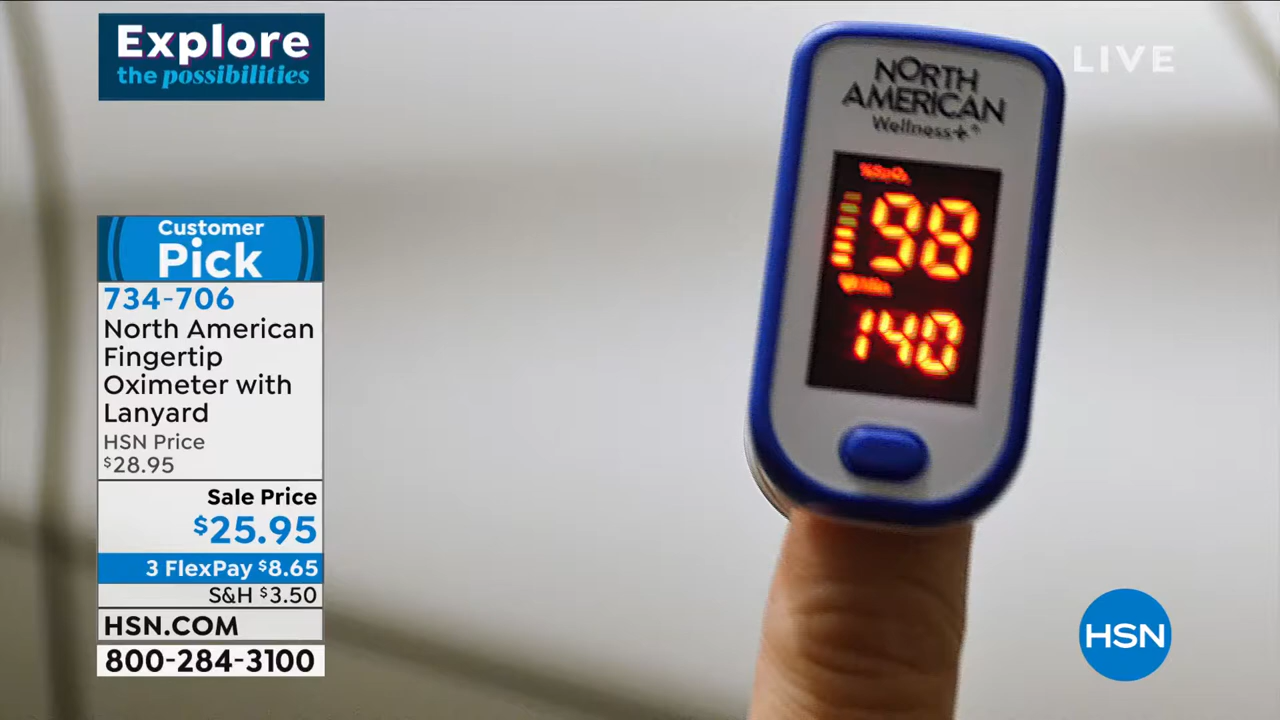 Explore
the possibilities
LIVE
NORTH
AMERICAN
Wellness+®
%SpO₂
98
140
Customer
Pick
734-706
North American
Fingertip
Oximeter with
Lanyard
HSN Price
$28.95
Sale Price
$25.95
3 FlexPay $8.65
S&H $3.50
HSN.COM
800-284-3100
HSN